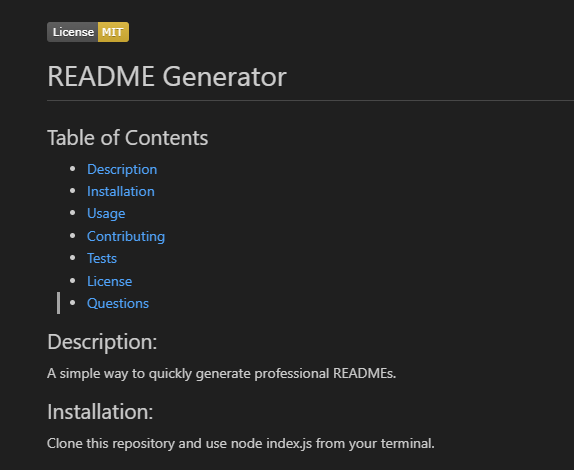 License MIT
README Generator
Table of Contents
Description
Installation
Usage
Contributing
Tests
License
Questions
Description:
A simple way to quickly generate professional READMEs.
Installation:
Clone this repository and use node index.js from your terminal.